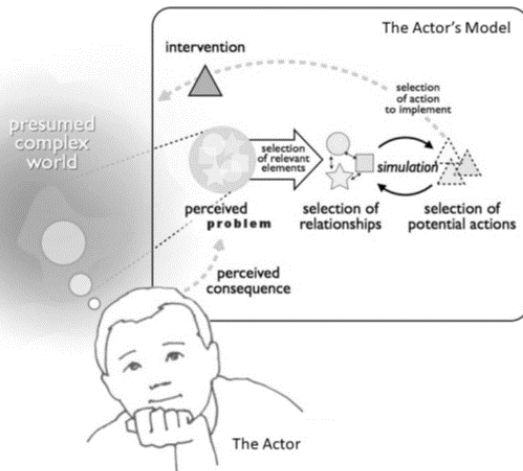 The Actor's Model
intervention
selection
of action
to implement
presumed
complex
world
selection
of relevant
elements
simulation
perceived
problem
selection of
relationships
selection of
potential actions
perceived
consequence
The Actor